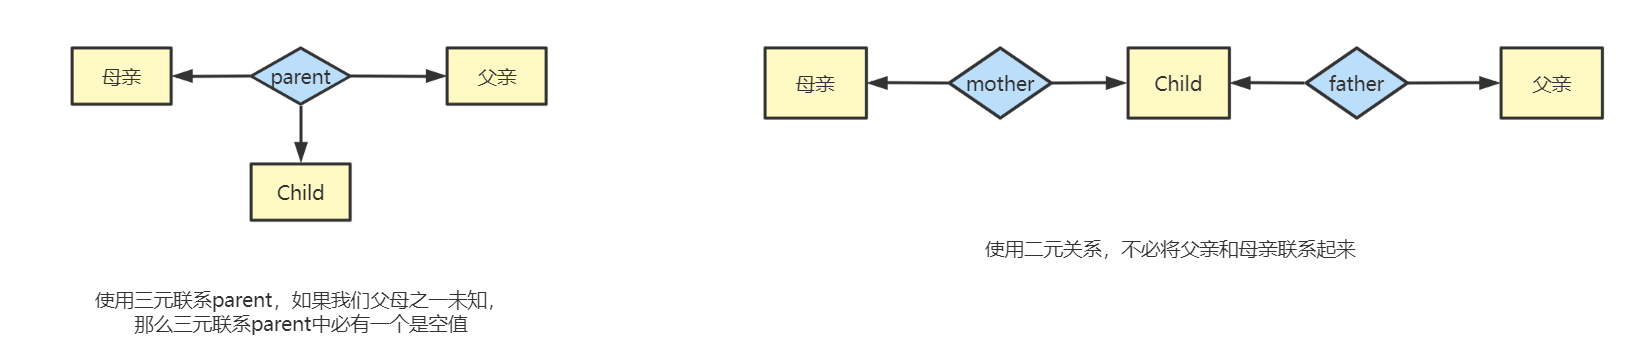 母亲
parent
父亲
Child
使用三元联系parent，如果我们父母之一未知，
那么三元联系parent中必有一个是空值
母亲
mother
Child
father
父亲
使用二元关系，不必将父亲和母亲联系起来